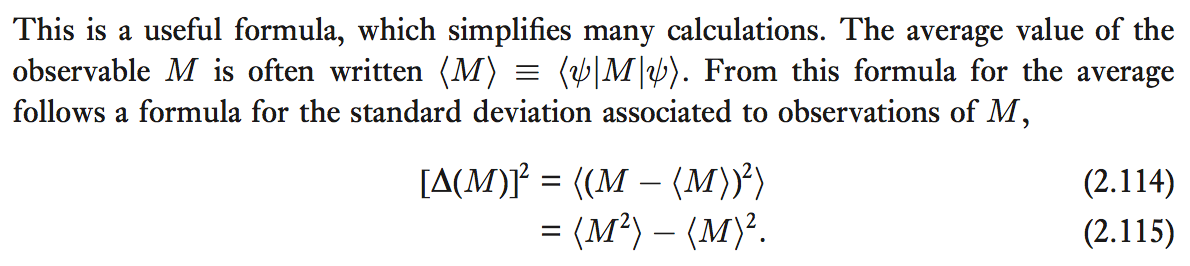 This is a useful formula, which simplifies many calculations. The average value of the
observable M is often written ⟨M⟩ ≡ ⟨ψ|M|ψ⟩. From this formula for the average
follows a formula for the standard deviation associated to observations of M,
[Δ(M)]² = ⟨(M − ⟨M⟩)²⟩ (2.114)
= ⟨M²⟩ − ⟨M⟩². (2.115)